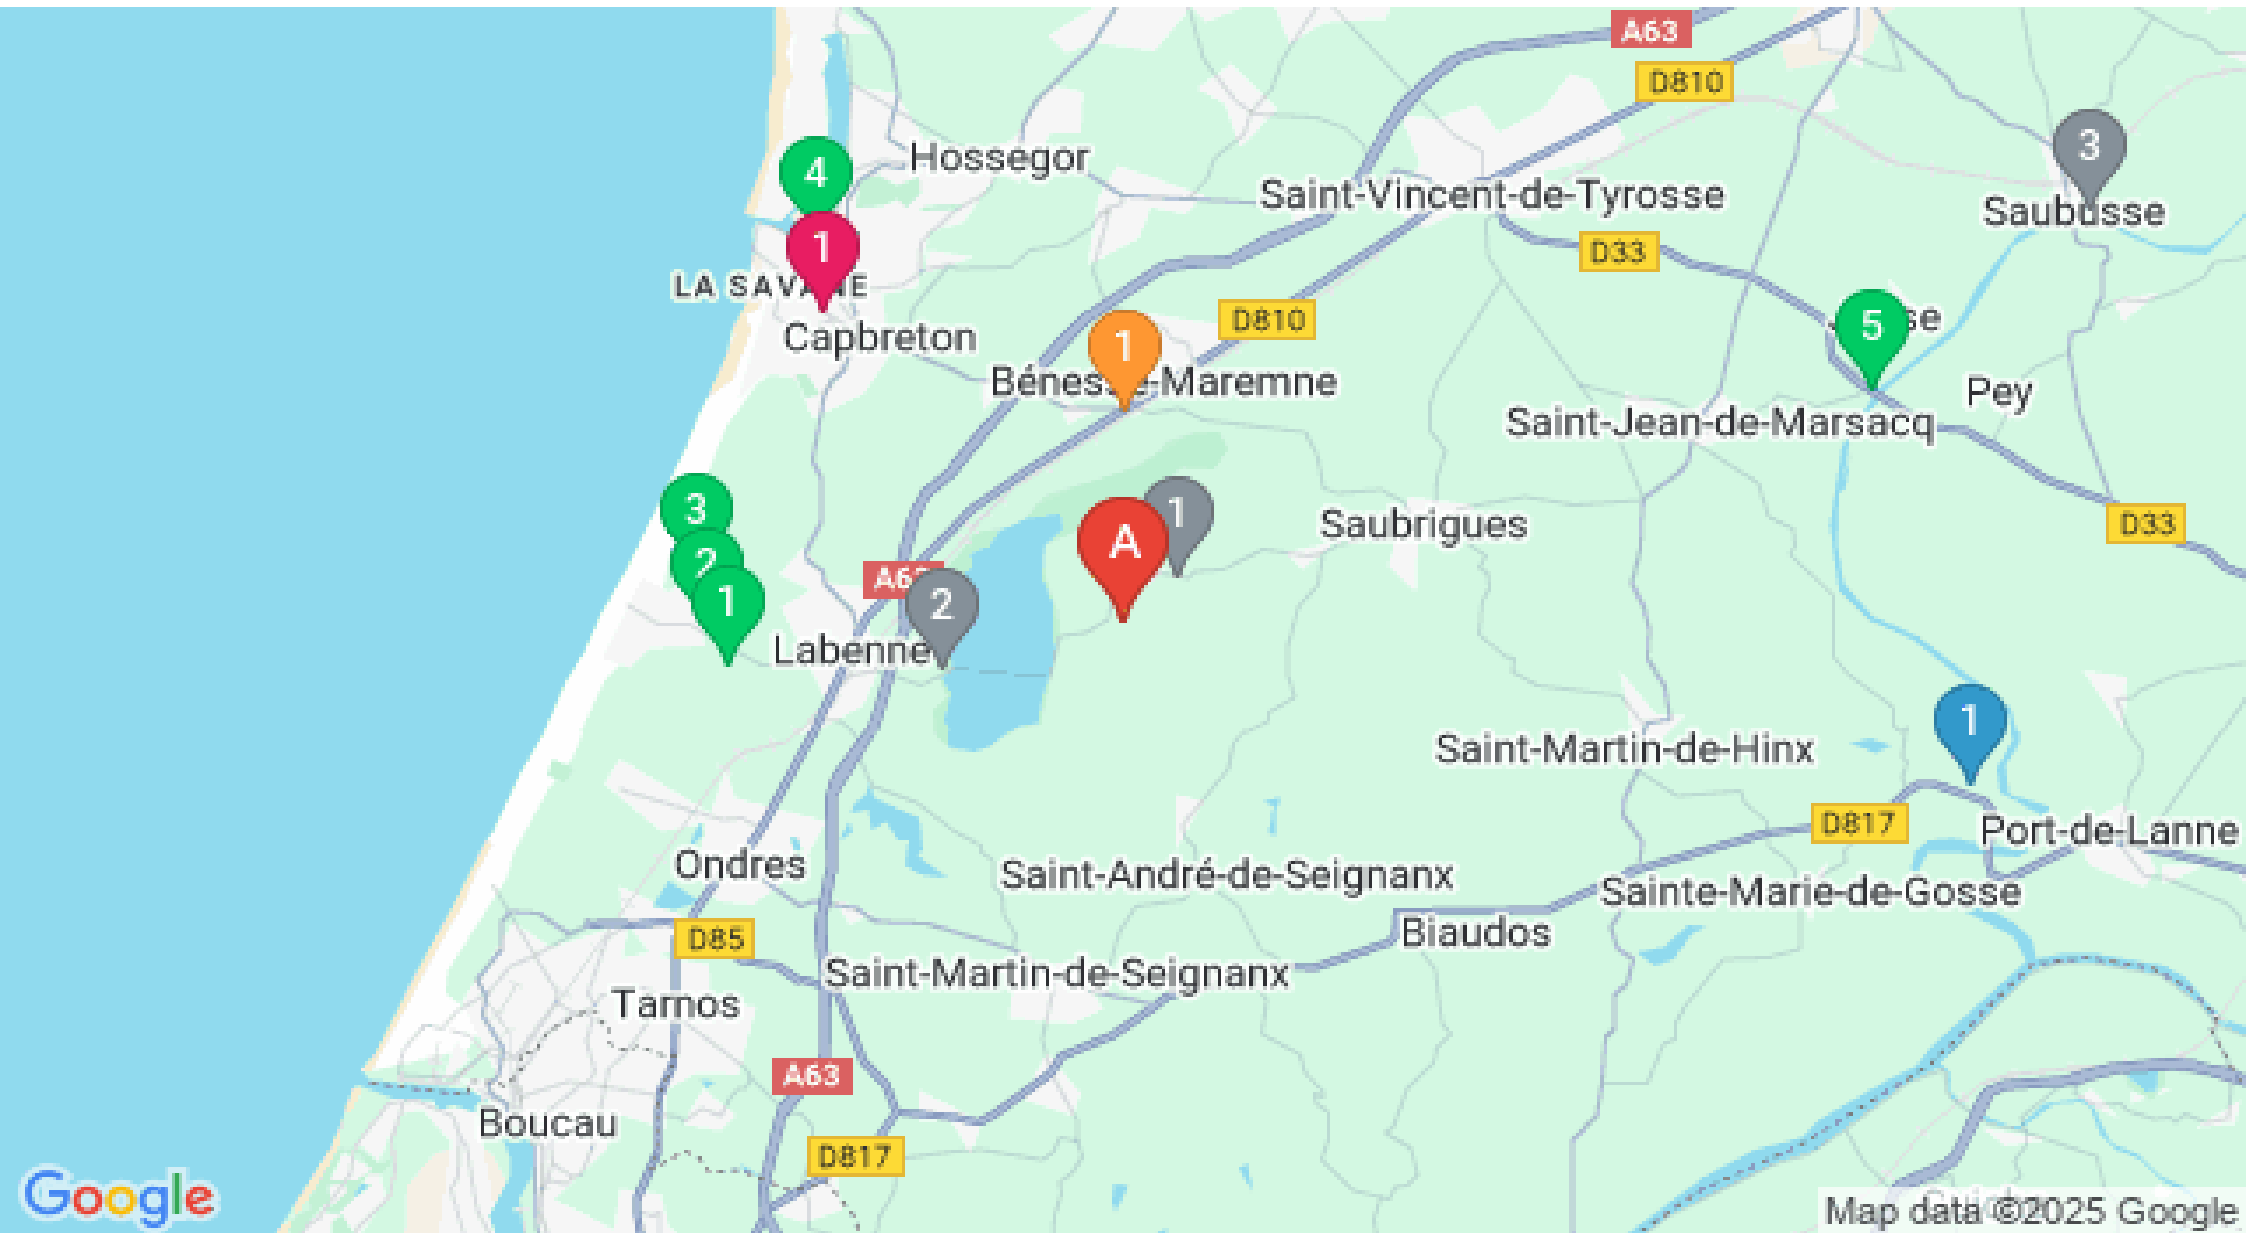 A63
D810
3
4
Hossegor
Saint-Vincent-de-Tyrosse
Saubusse
1
D33
LA SAVANE
D810
5
Capbreton
1
Bénesse-Maremne
Pey
Saint-Jean-de-Marsacq
3
1
A
Saubrigues
D33
2
A63
1
2
Labenne
1
Saint-Martin-de-Hinx
D817
Port-de-Lanne
Ondres
Saint-André-de-Seignanx
Sainte-Marie-de-Gosse
D85
Biaudos
Saint-Martin-de-Seignanx
Tarnos
A63
Boucau
D817
Google
Map data ©2025 Google